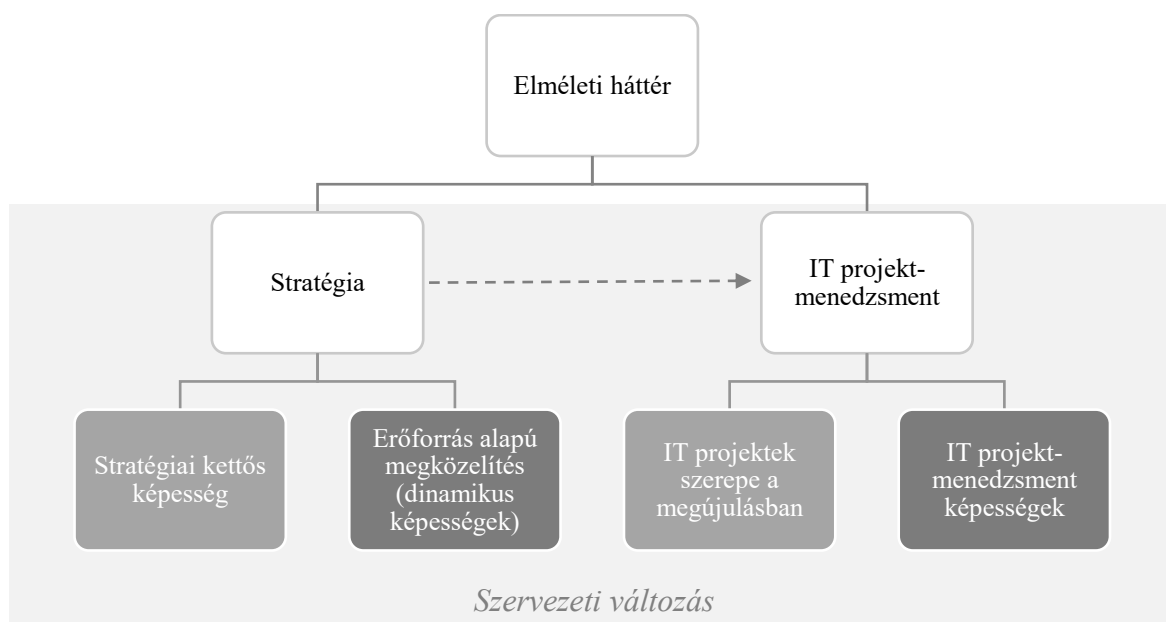 Elméleti háttér
Stratégia
IT projekt-
menedzsment
Stratégiai kettős
képesség
Erőforrás alapú
megközelítés
(dinamikus
képességek)
IT projektek
szerepe a
megújulásban
IT projekt-
menedzsment
képességek
Szervezeti változás